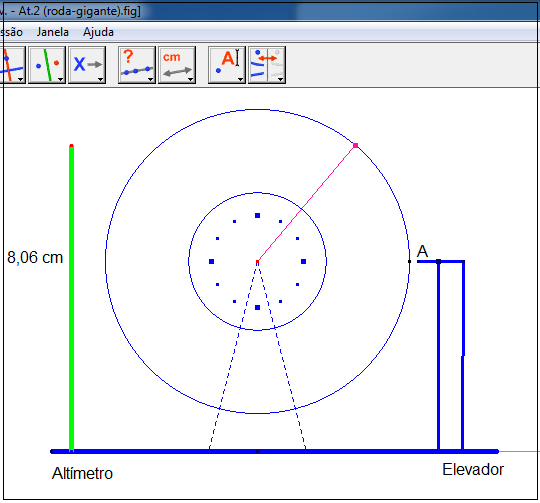 . - At.2 (roda-gigante).fig]
ssão Janela Ajuda
X
?
cm
A
A
8,06 cm
Altímetro
Elevador